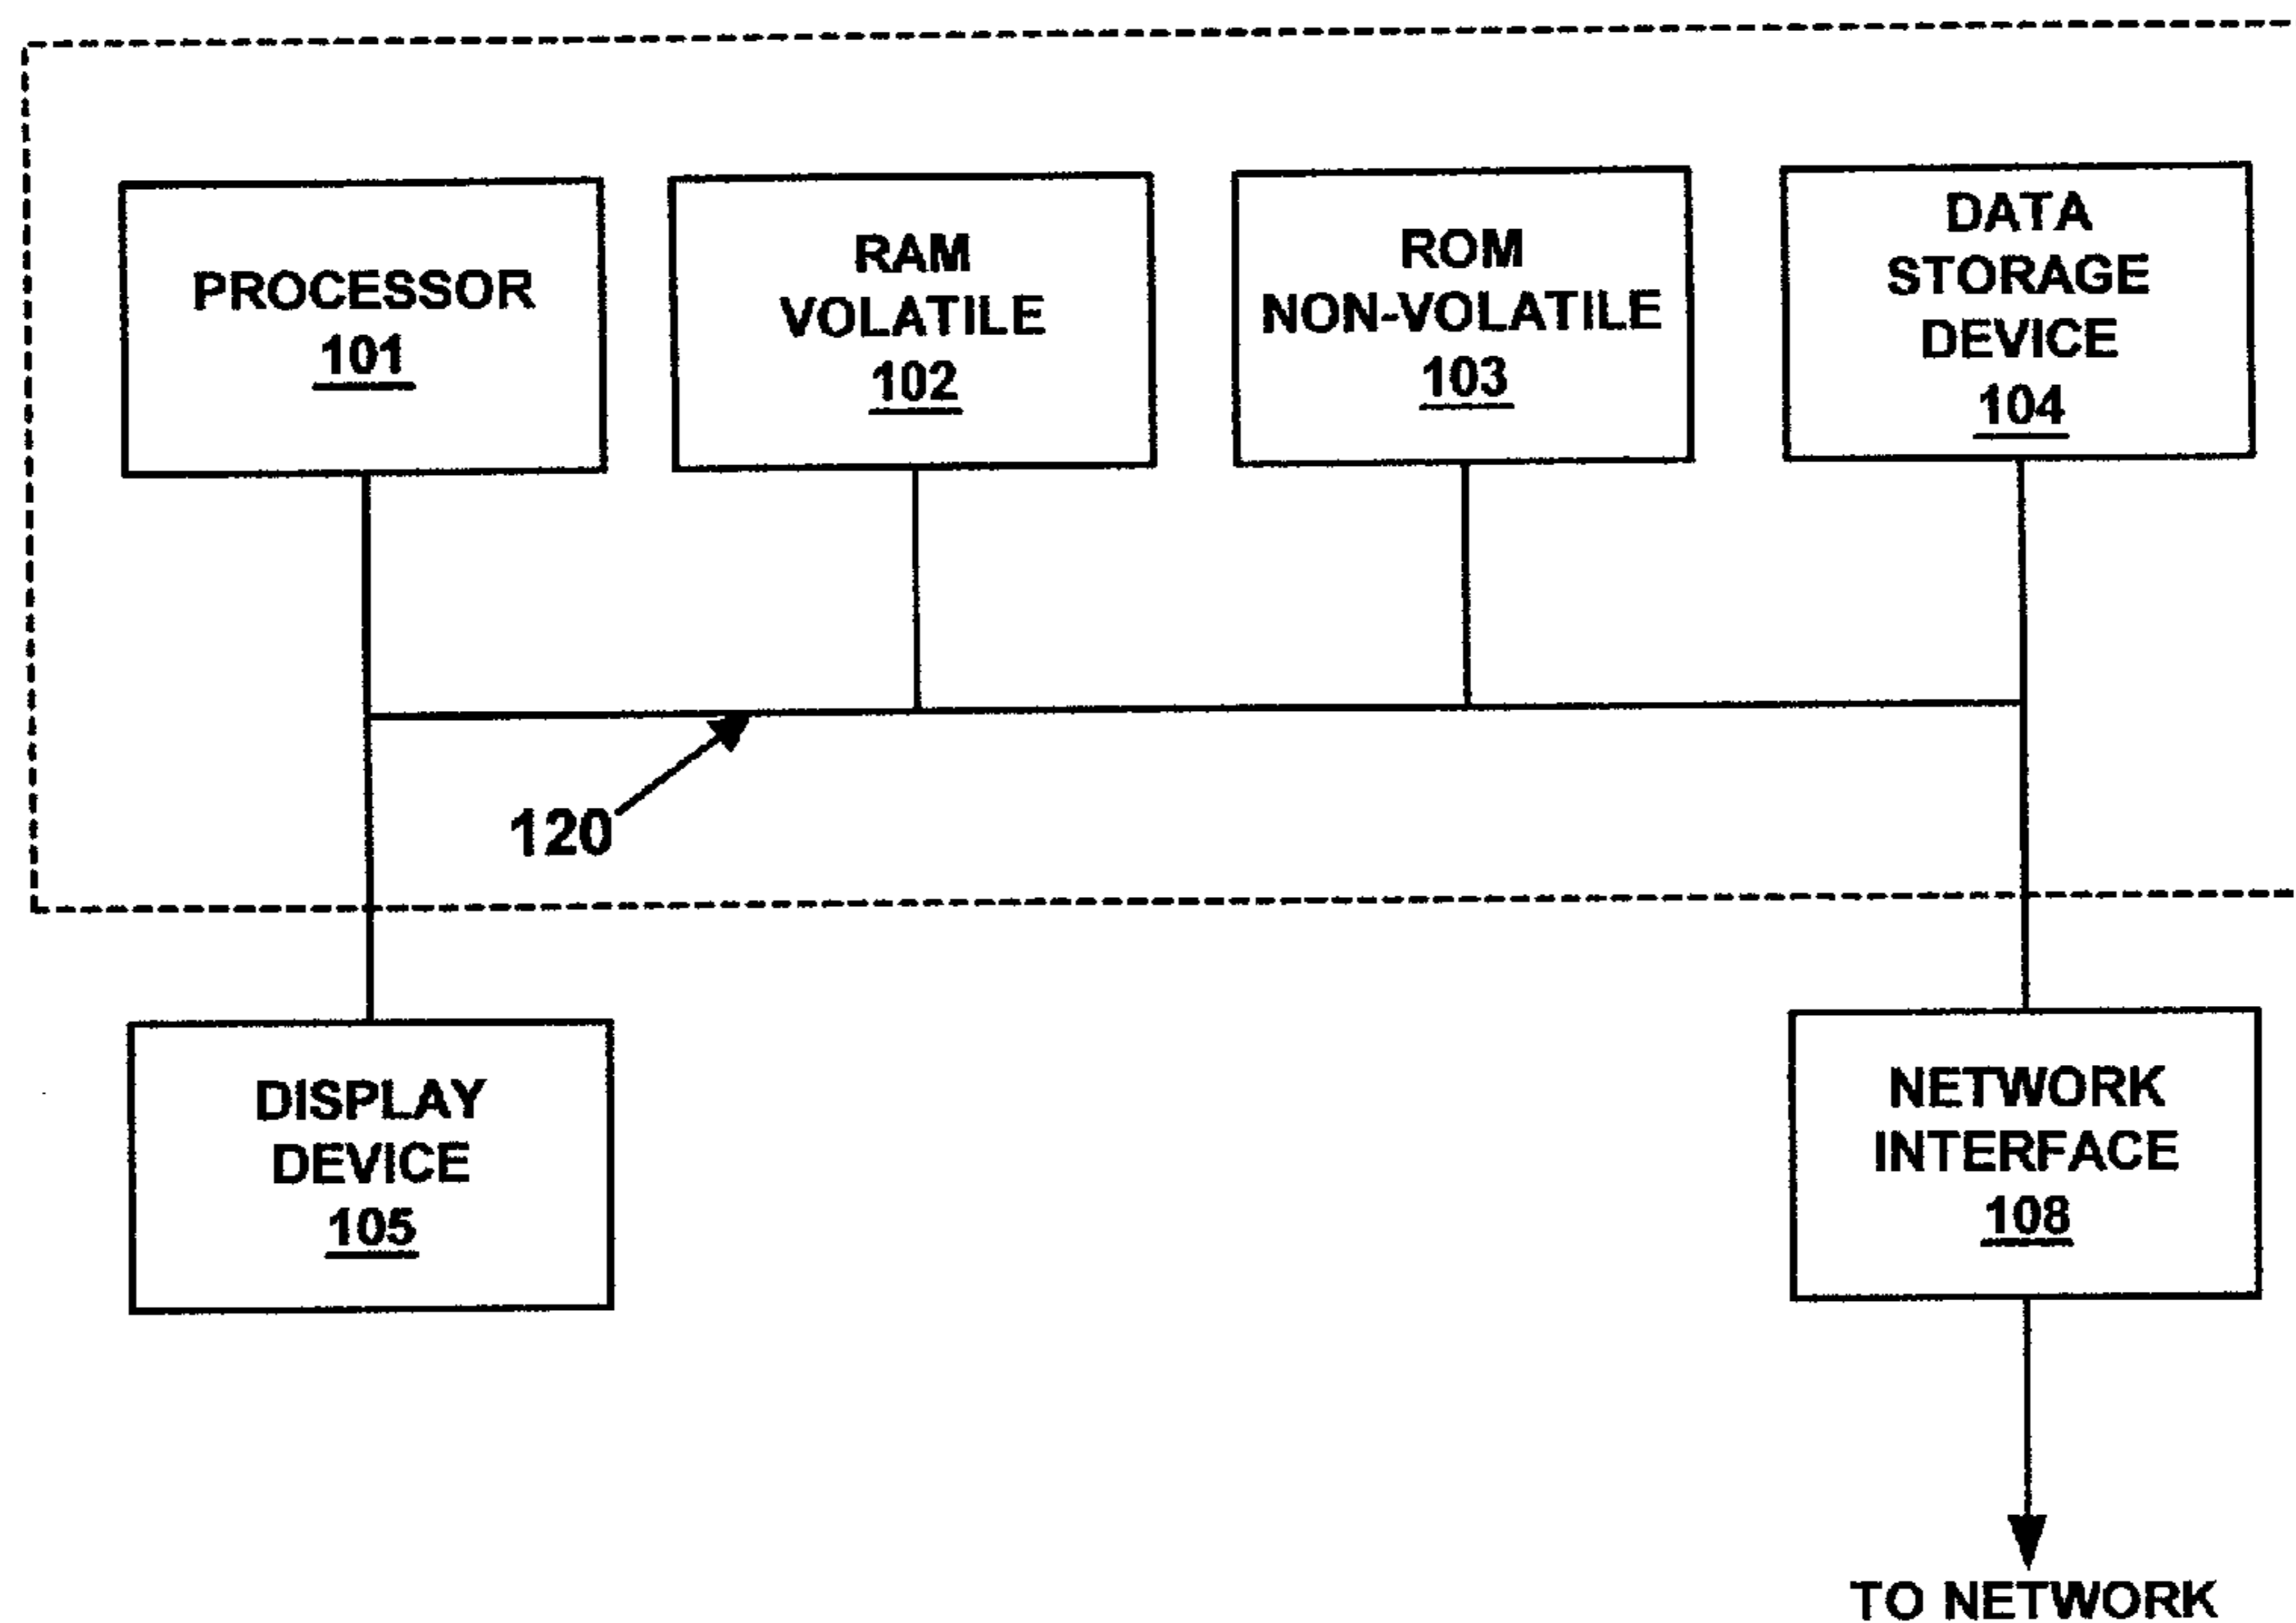 PROCESSOR
101
RAM
VOLATILE
102
ROM
NON-VOLATILE
103
DATA
STORAGE
DEVICE
104
120
DISPLAY
DEVICE
105
NETWORK
INTERFACE
108
TO NETWORK